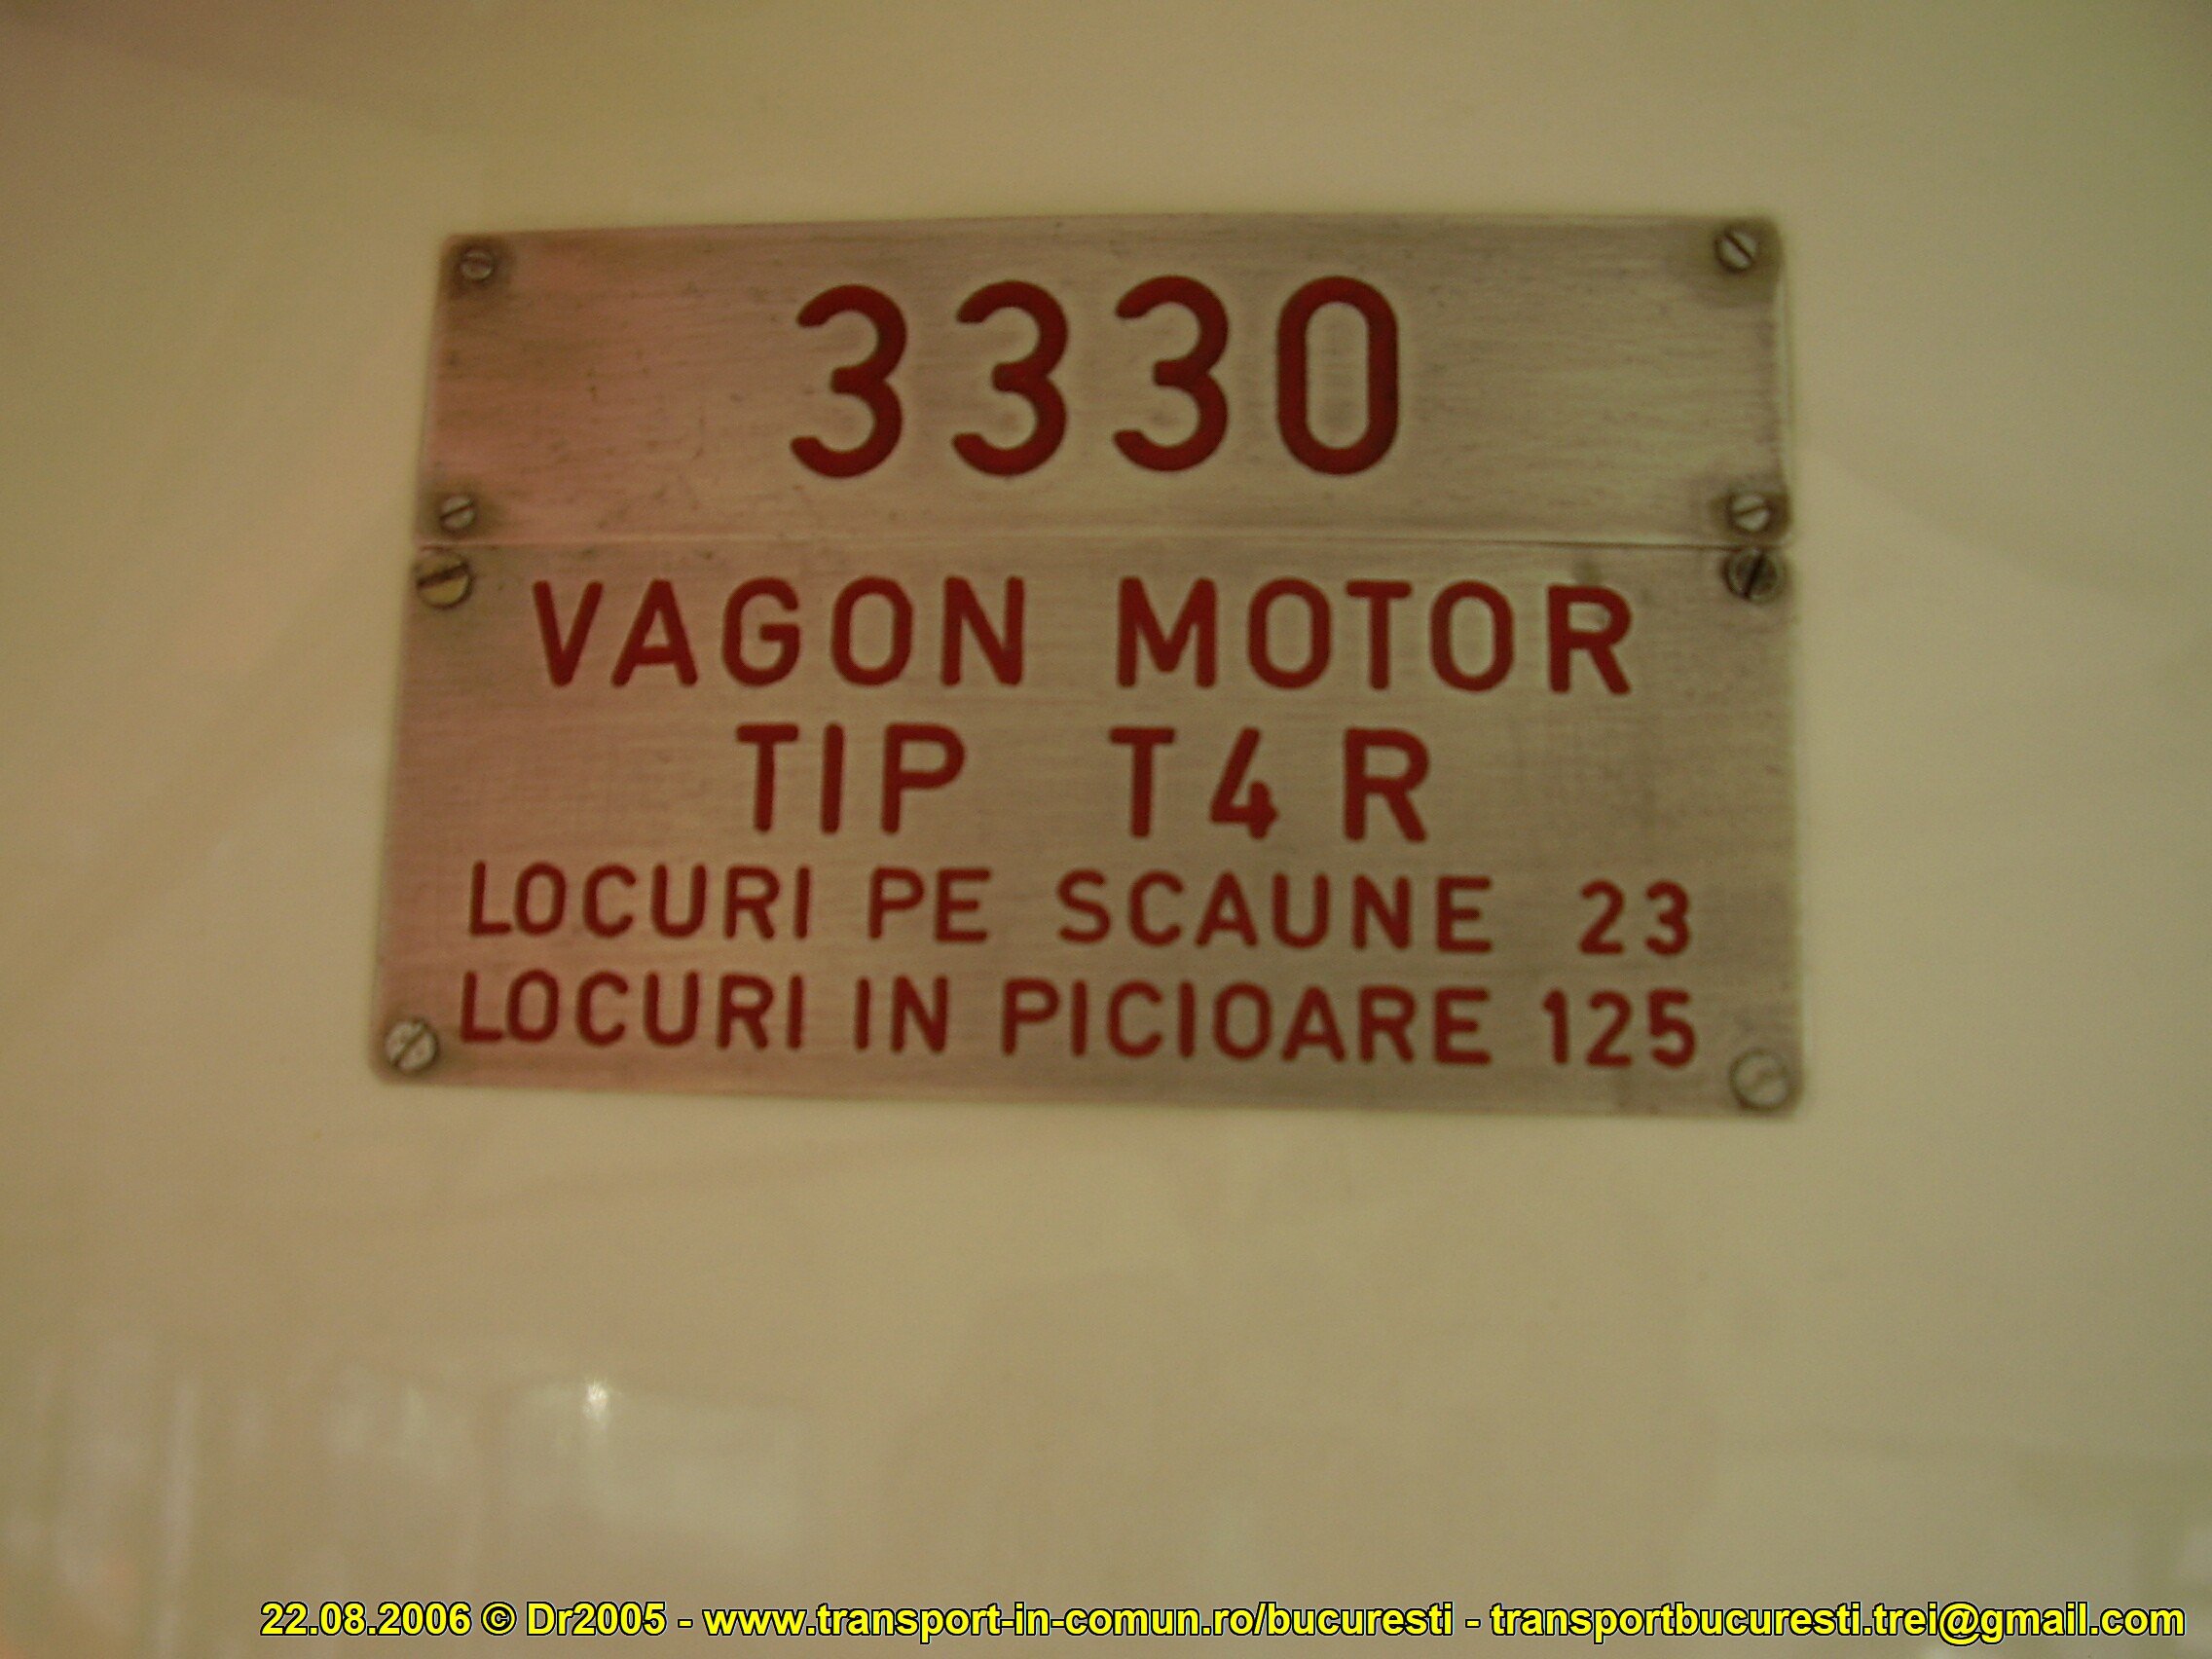 3330
VAGON MOTOR
TIP T4R
LOCURI PE SCAUNE 23
LOCURI IN PICIOARE 125
22.08.2006 © Dr2005 - www.transport-in-comun.ro/bucuresti - transportbucuresti.trei@gmail.com